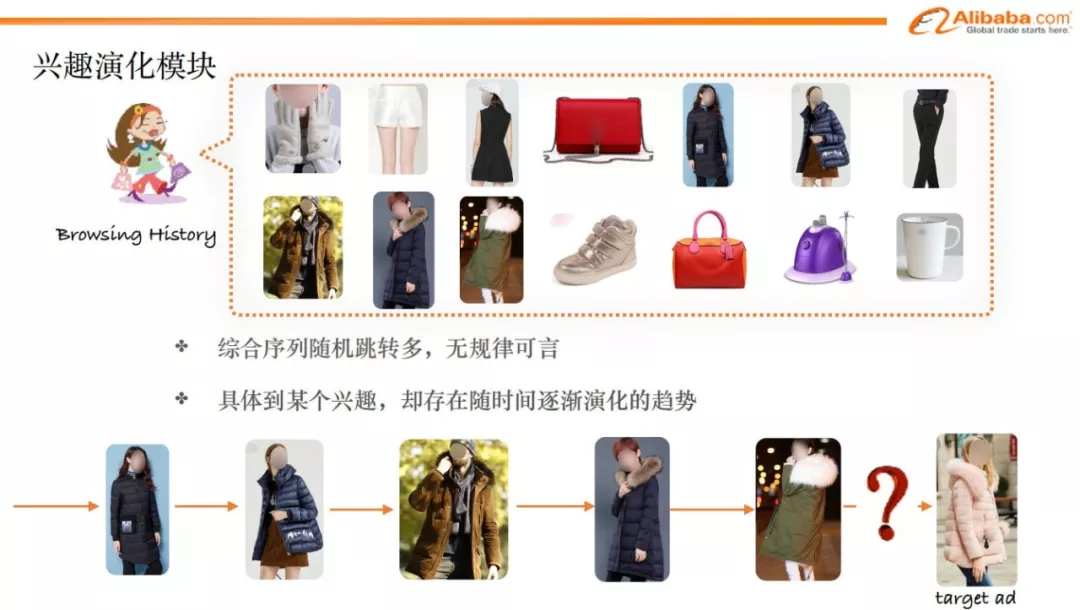 Alibaba.com
Global trade starts here.™
兴趣演化模块
Browsing History
综合序列随机跳转多，无规律可言
具体到某个兴趣，却存在随时间逐渐演化的趋势
?
target ad